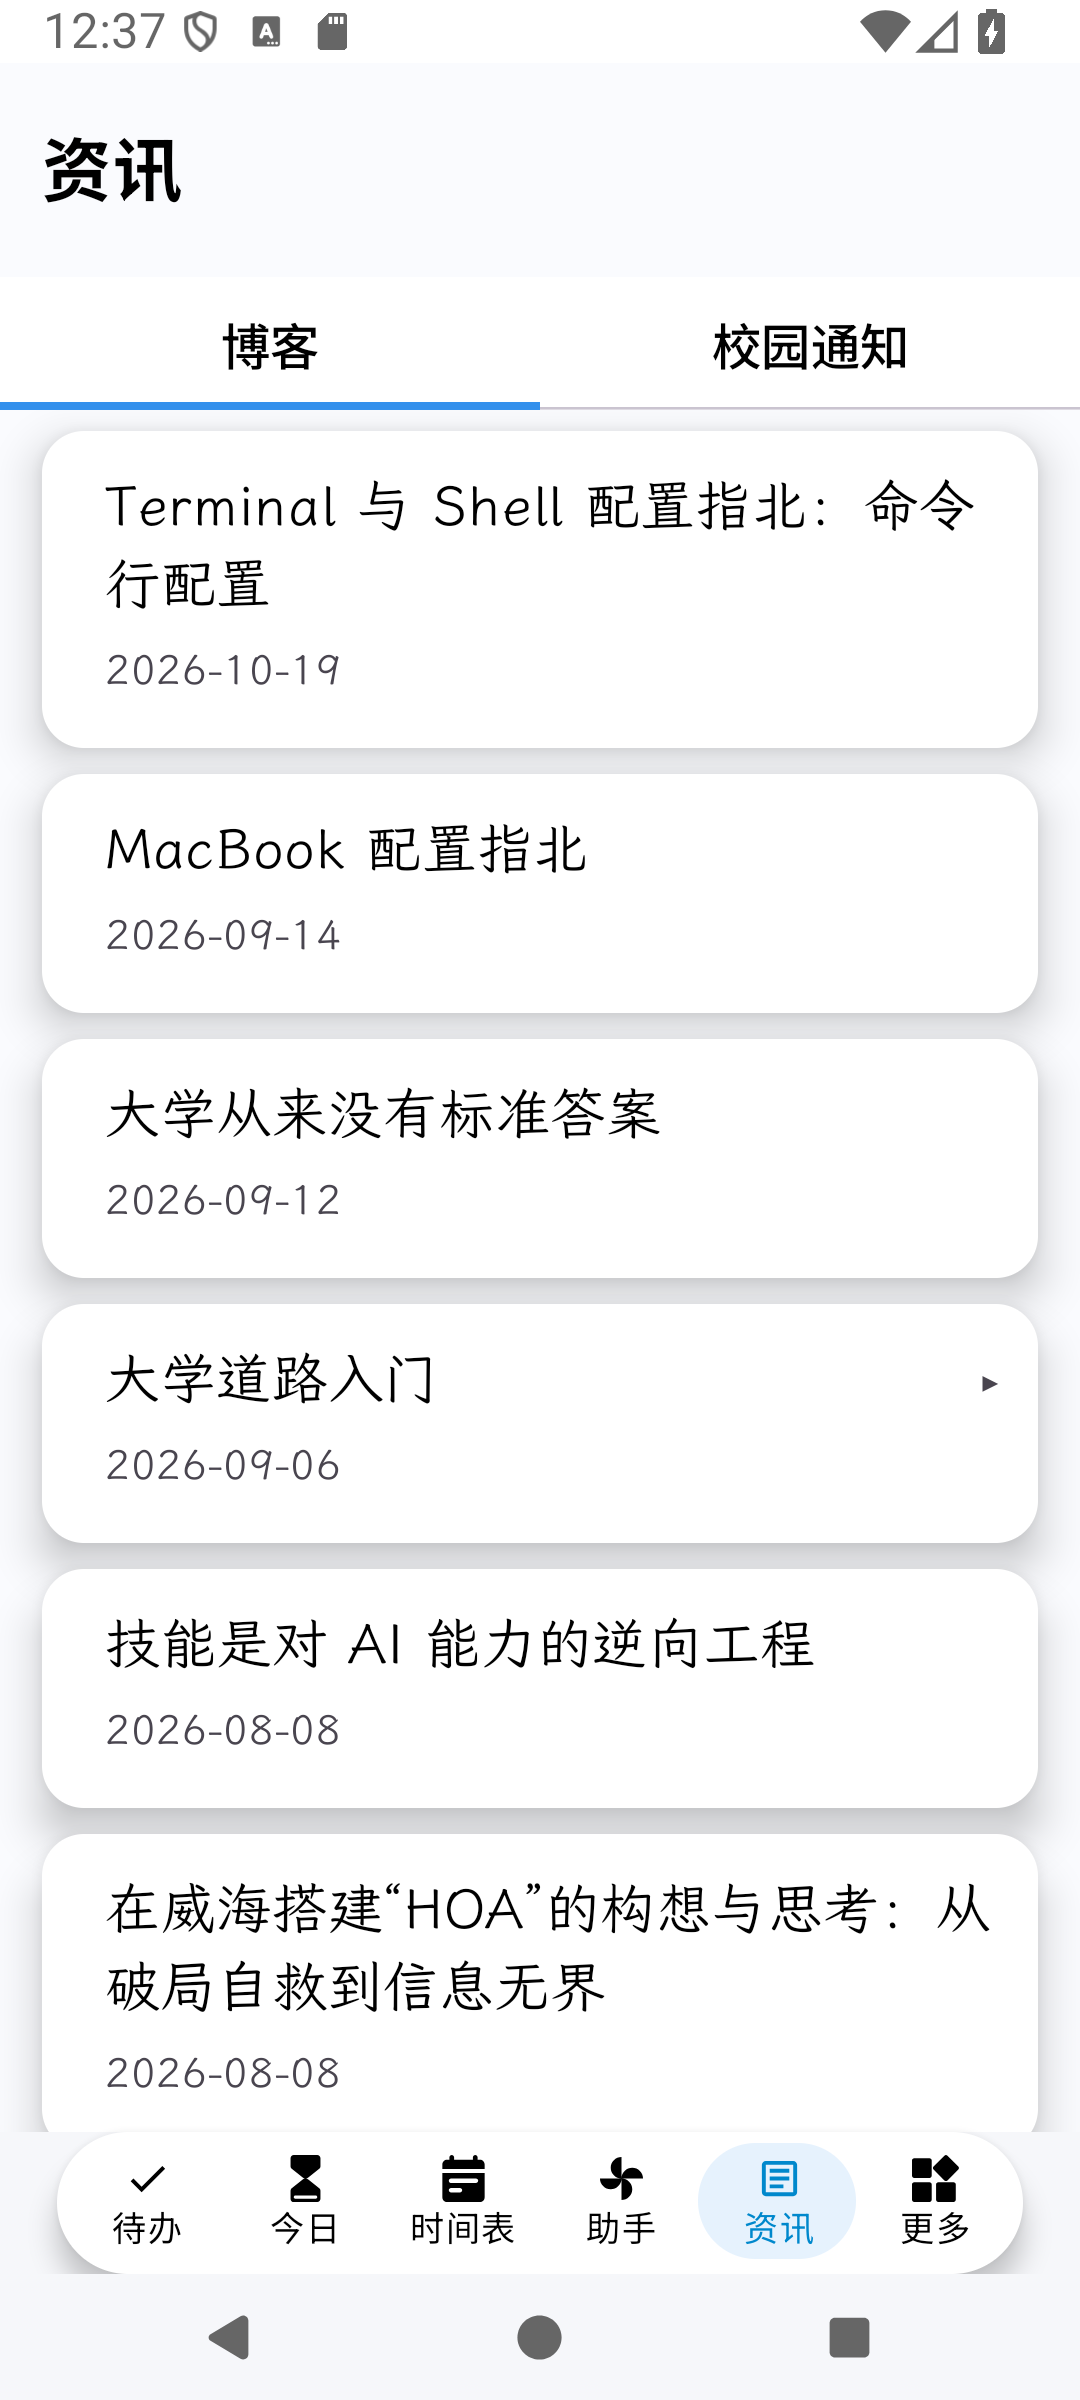 12:37
资讯
博客
校园通知
Terminal 与 Shell 配置指北：命令
行配置
2026-10-19
MacBook 配置指北
2026-09-14
大学从来没有标准答案
2026-09-12
大学道路入门
2026-09-06
技能是对 AI 能力的逆向工程
2026-08-08
在威海搭建“HOA”的构想与思考：从
破局自救到信息无界
2026-08-08
待办
今日
时间表
助手
资讯
更多